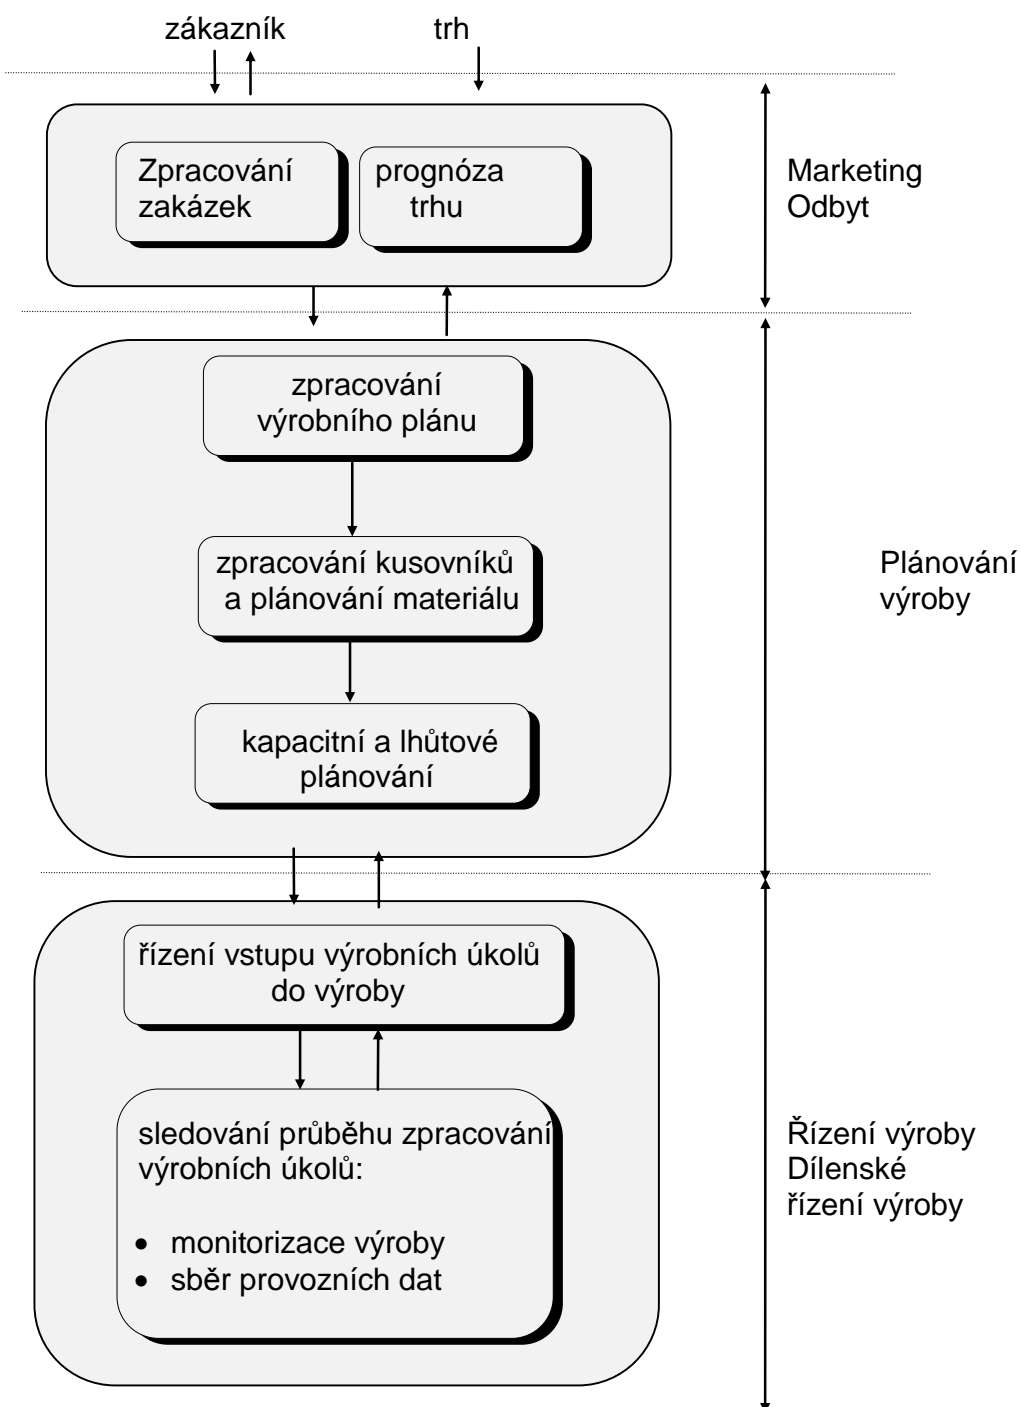 zákazník
trh
Zpracování
zakázek
prognóza
trhu
Marketing
Odbyt
zpracování
výrobního plánu
zpracování kusovníků
a plánování materiálu
Plánování
výroby
kapacitní a lhůtové
plánování
řízení vstupu výrobních úkolů
do výroby
sledování průběhu zpracování
výrobních úkolů:
• monitorizace výroby
• sběr provozních dat
Řízení výroby
Dílenské
řízení výroby